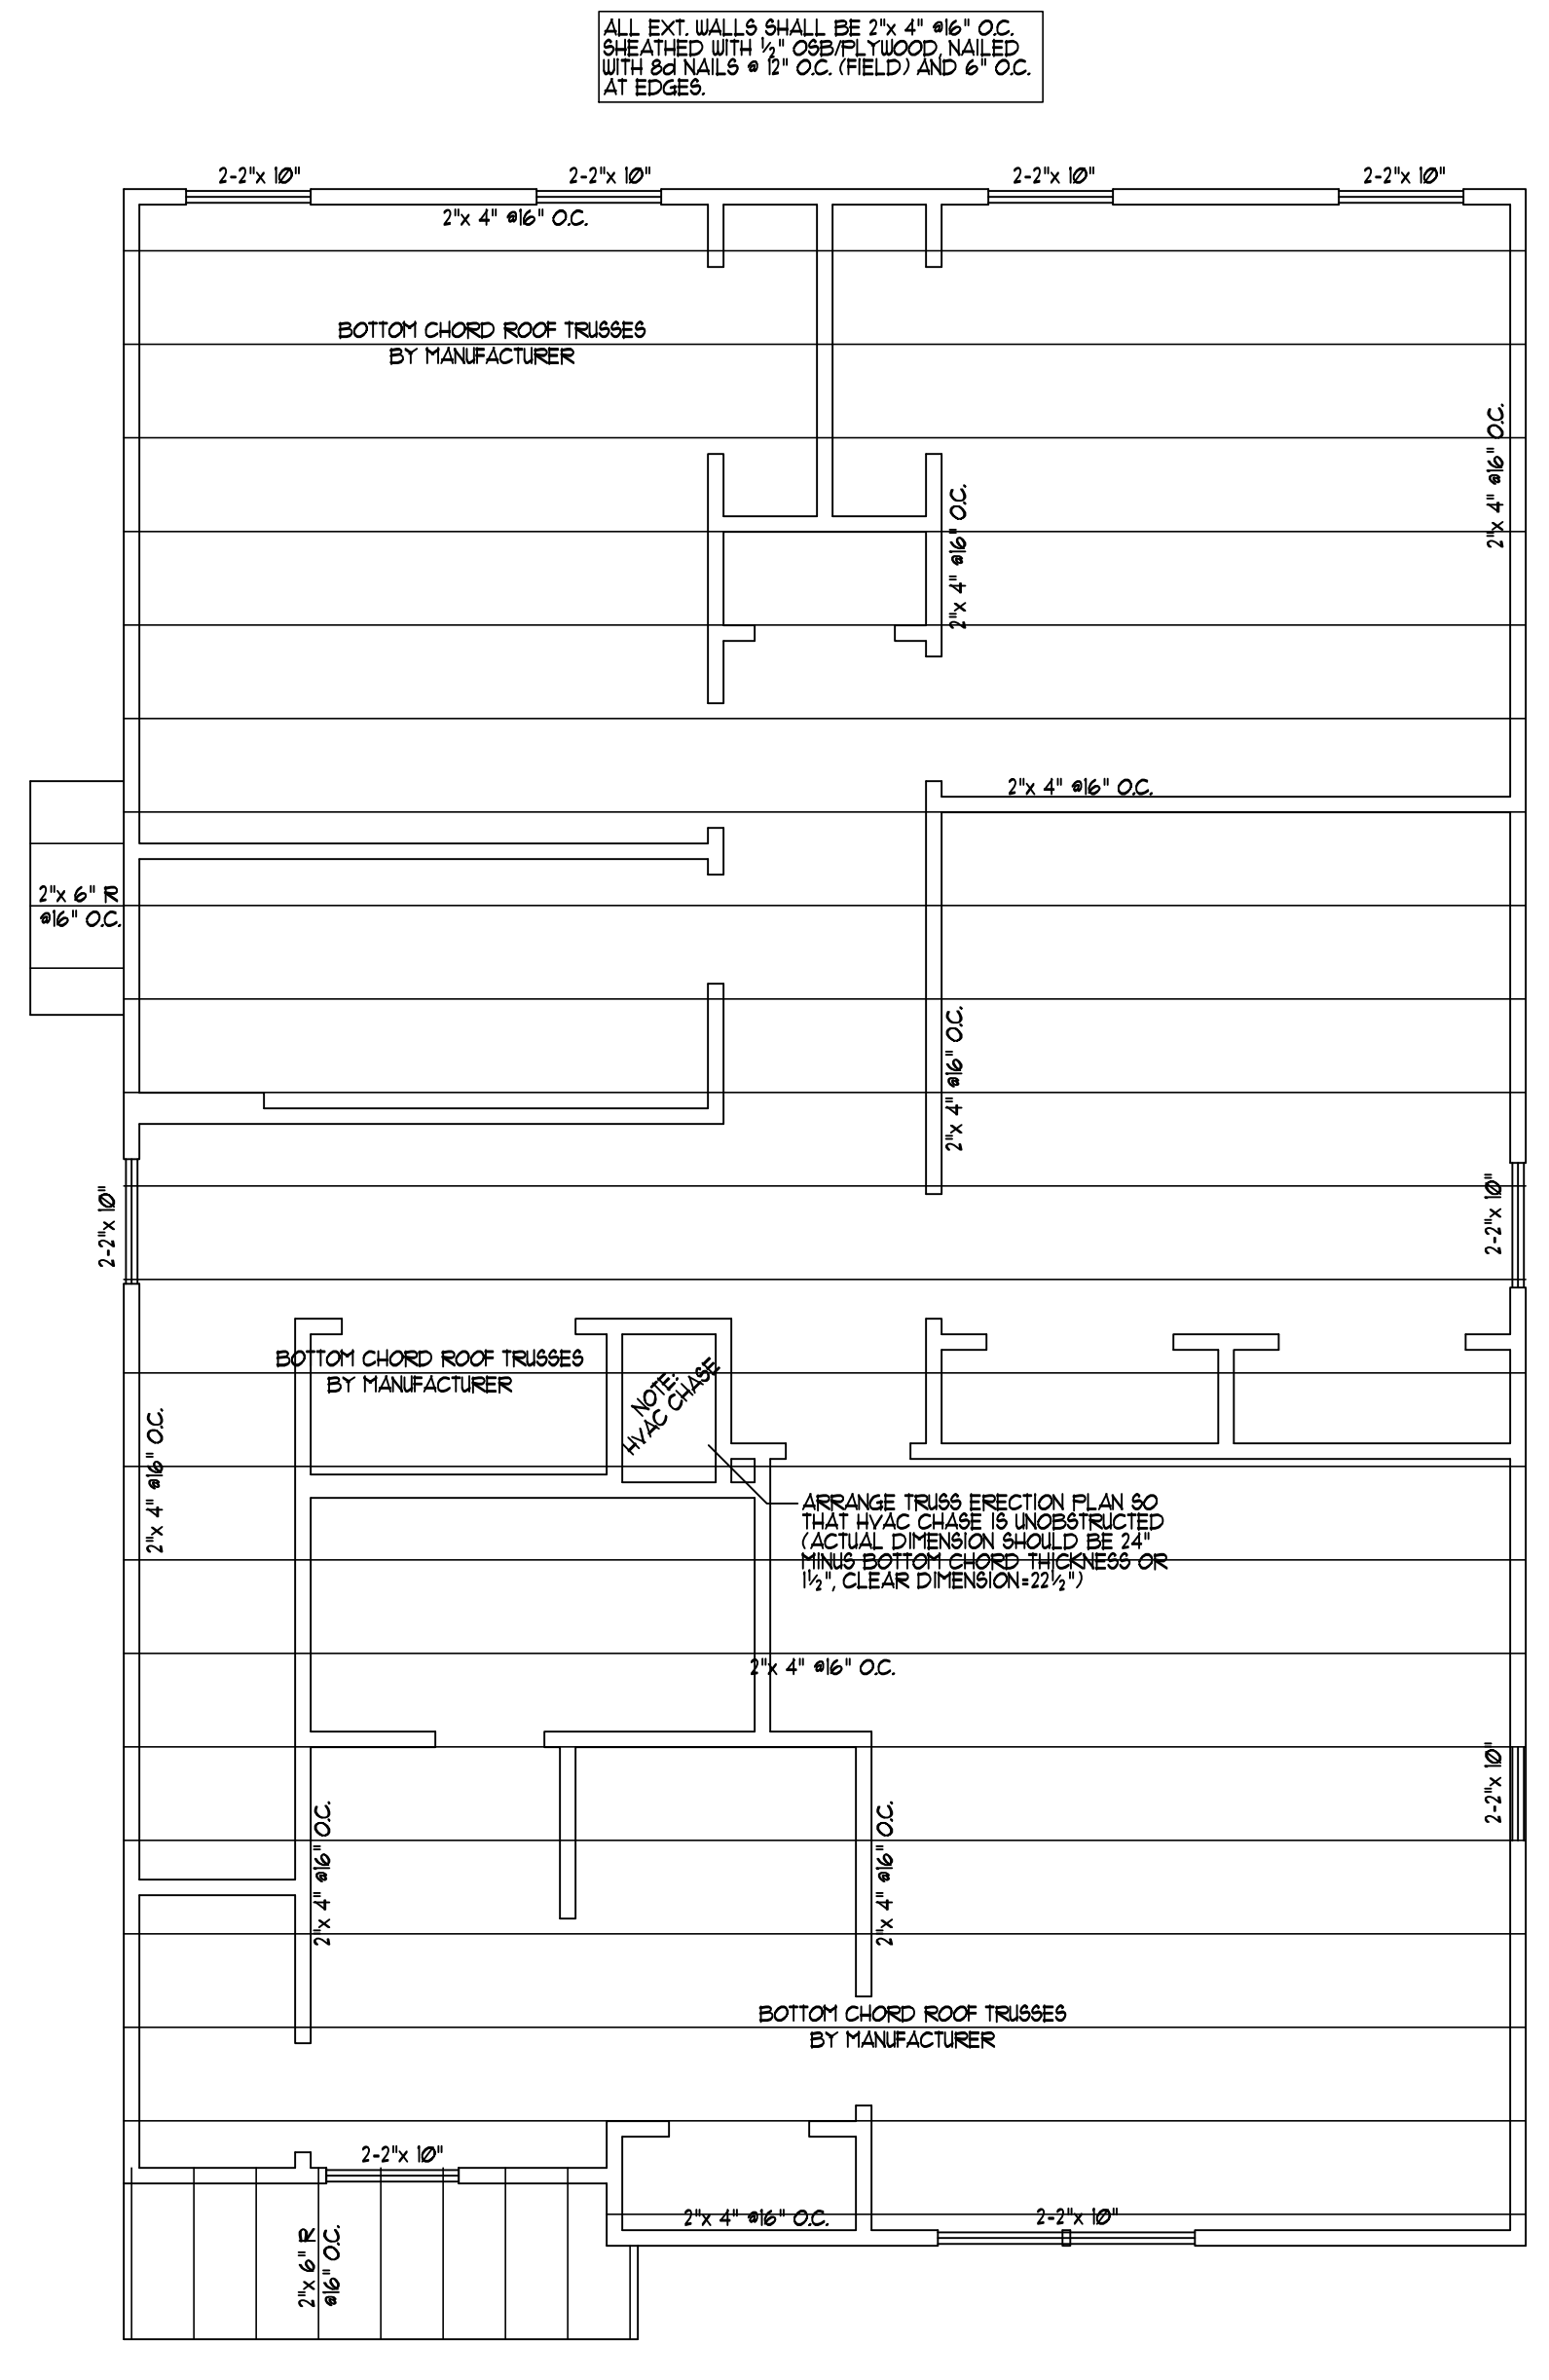 ALL EXT. WALLS SHALL BE 2"x 4" @16" O.C.
SHEATHED WITH ½" OSB/PLYWOOD, NAILED
WITH 8d NAILS @ 12" O.C. (FIELD) AND 6" O.C.
AT EDGES.
2-2"x 10"
2-2"x 10"
2-2"x 10"
2-2"x 10"
2"x 4" @16" O.C.
BOTTOM CHORD ROOF TRUSSES
BY MANUFACTURER
2"x 4" @16" O.C.
2"x 4" @16" O.C.
2"x 4" @16" O.C.
2"x 6" R
@16" O.C.
2"x 4" @16" O.C.
2-2"x 10"
2-2"x 10"
BOTTOM CHORD ROOF TRUSSES
BY MANUFACTURER
NOTE:
HVAC CHASE
2"x 4" @16" O.C.
ARRANGE TRUSS ERECTION PLAN SO
THAT HVAC CHASE IS UNOBSTRUCTED
(ACTUAL DIMENSION SHOULD BE 24"
MINUS BOTTOM CHORD THICKNESS OR
1½", CLEAR DIMENSION=22½")
2"x 4" @16" O.C.
2-2"x 10"
2"x 4" @16" O.C.
2"x 4" @16" O.C.
BOTTOM CHORD ROOF TRUSSES
BY MANUFACTURER
2-2"x 10"
2"x 4" @16" O.C.
2-2"x 10"
2"x 6" R
@16" O.C.